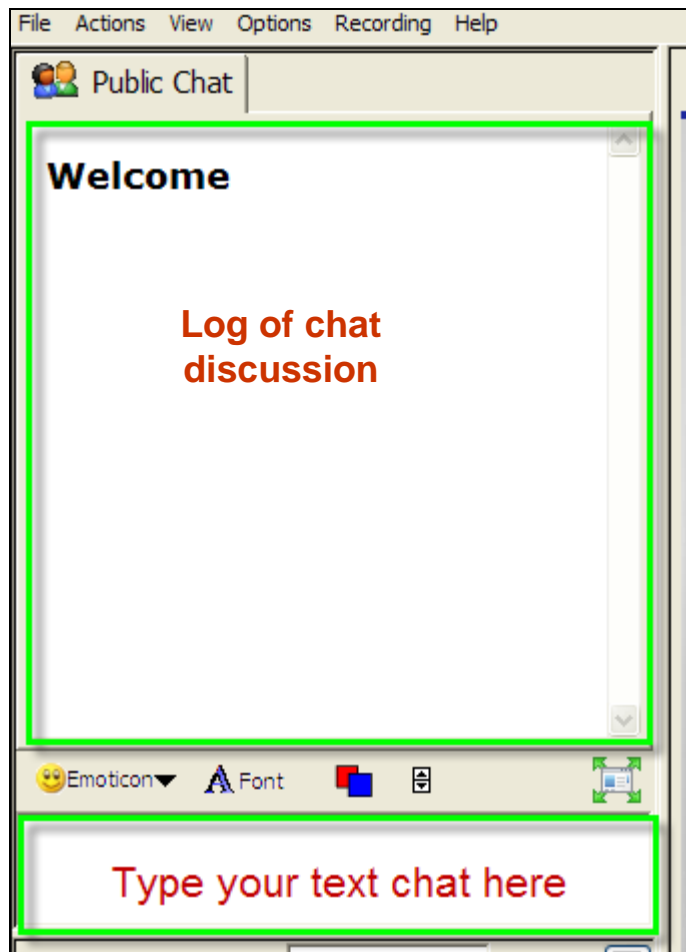 File Actions View Options Recording Help
Public Chat
Welcome
Log of chat
discussion
Emoticon Font
Type your text chat here